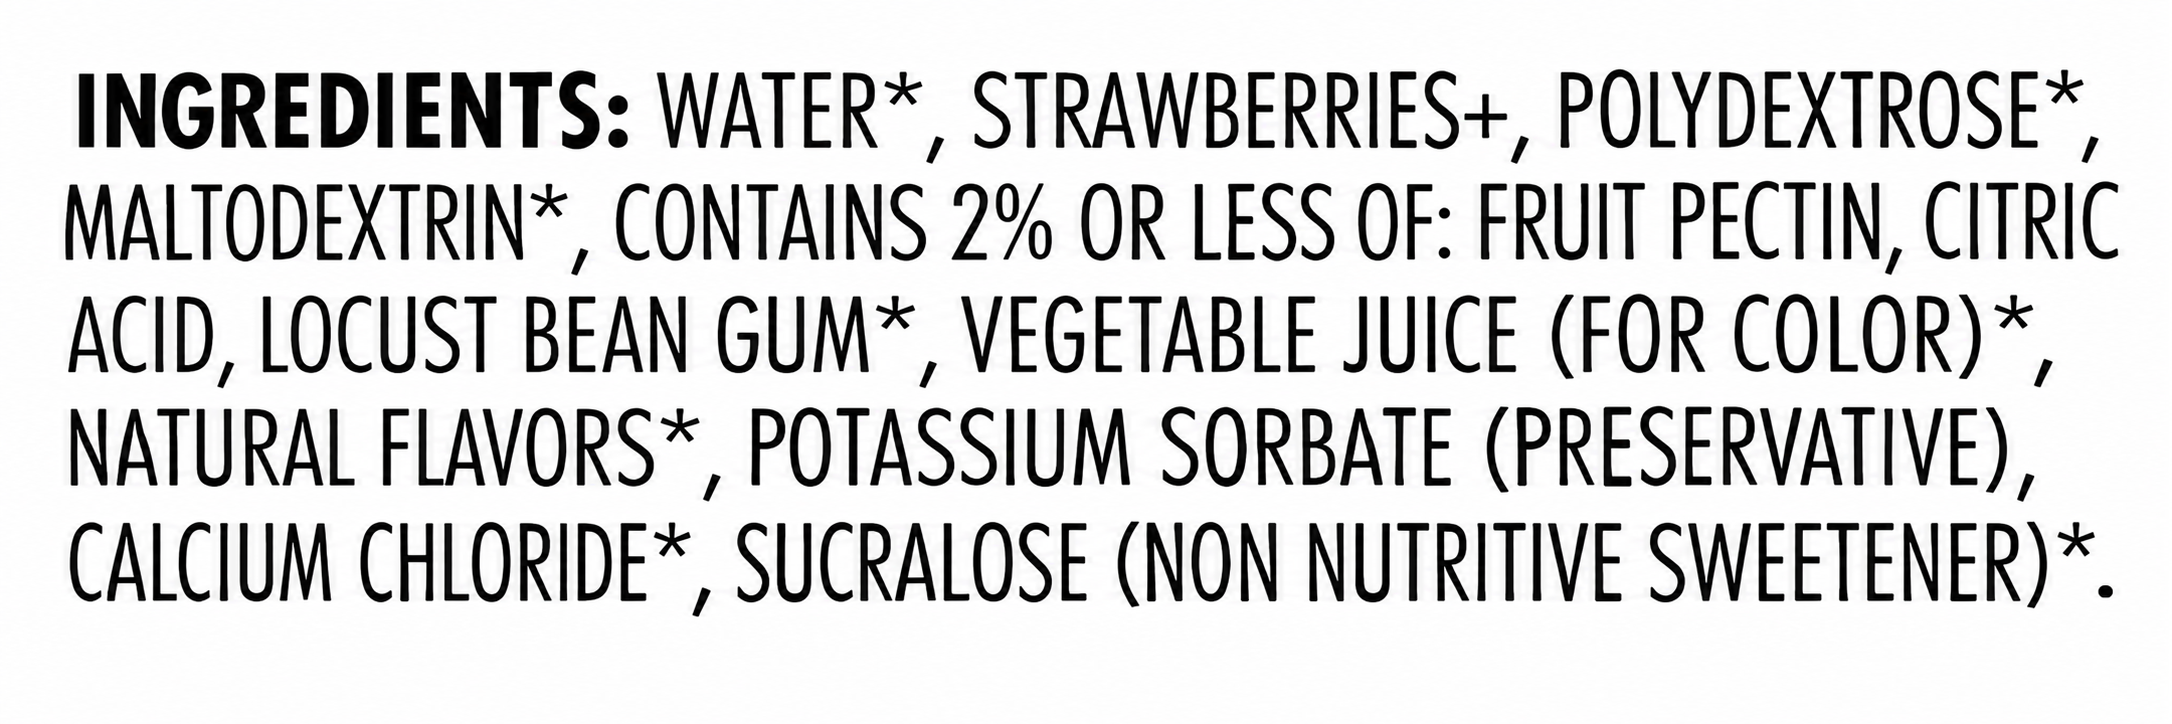 INGREDIENTS: WATER*, STRAWBERRIES+, POLYDEXTROSE*,
MALTODEXTRIN*, CONTAINS 2% OR LESS OF: FRUIT PECTIN, CITRIC
ACID, LOCUST BEAN GUM*, VEGETABLE JUICE (FOR COLOR)*,
NATURAL FLAVORS*, POTASSIUM SORBATE (PRESERVATIVE),
CALCIUM CHLORIDE*, SUCRALOSE (NON NUTRITIVE SWEETENER)*.